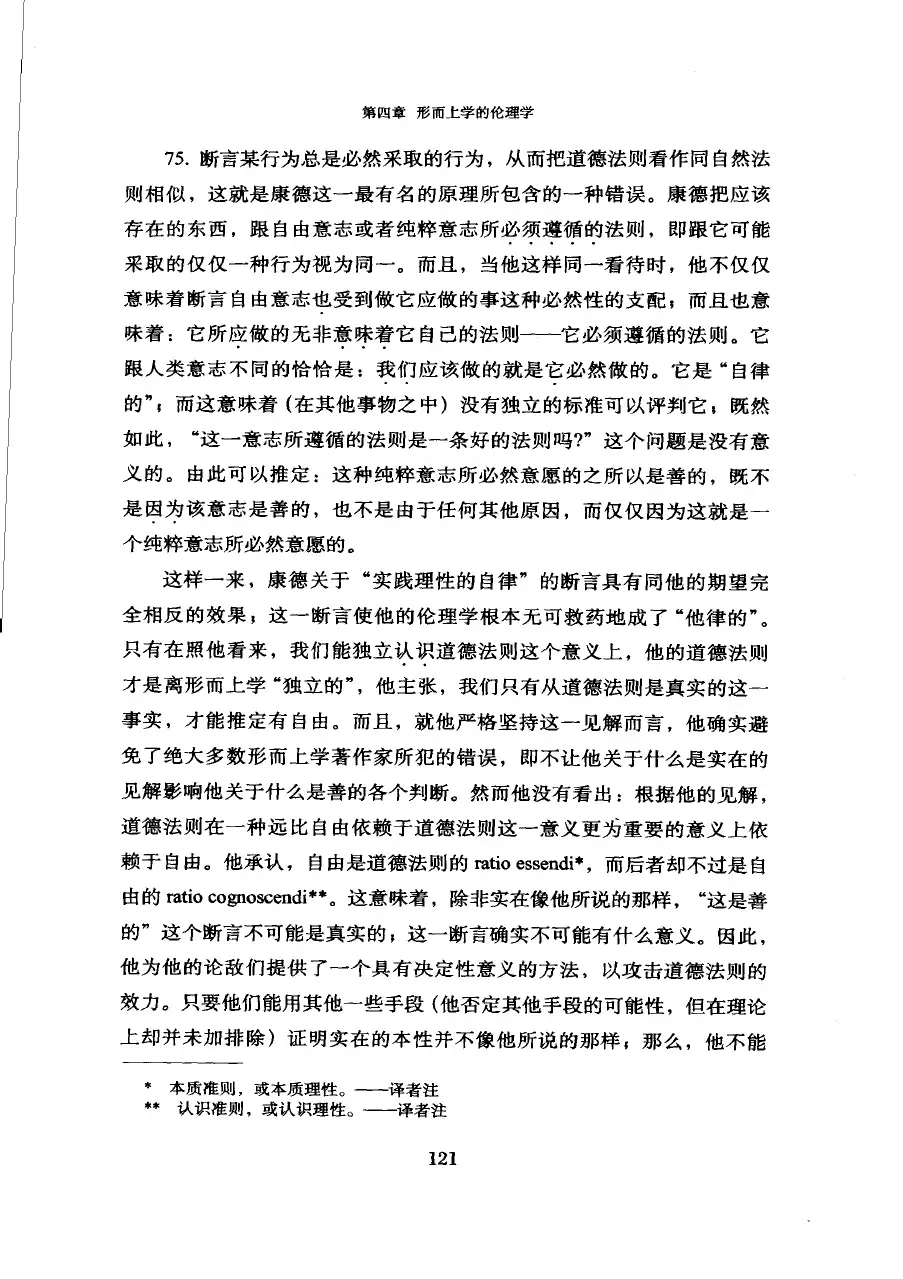 第四章 形而上学的伦理学
75. 断言某行为总是必然采取的行为，从而把道德法则看作同自然法
则相似，这就是康德这一最有名的原理所包含的一种错误。康德把应该
存在的东西，跟自由意志或者纯粹意志所必须遵循的法则，即跟它可能
采取的仅仅一种行为视为同一。而且，当他这样同一看待时，他不仅仅
意味着断言自由意志也受到做它应做的事这种必然性的支配；而且也意
味着：它所应做的无非意味着它自己的法则——它必须遵循的法则。它
跟人类意志不同的恰恰是：我们应该做的就是它必然做的。它是“自律
的”；而这意味着（在其他事物之中）没有独立的标准可以评判它；既然
如此，“这一意志所遵循的法则是一条好的法则吗?”这个问题是没有意
义的。由此可以推定：这种纯粹意志所必然意愿的之所以是善的，既不
是因为该意志是善的，也不是由于任何其他原因，而仅仅因为这就是一
个纯粹意志所必然意愿的。
这样一来，康德关于“实践理性的自律”的断言具有同他的期望完
全相反的效果；这一断言使他的伦理学根本无可救药地成了“他律的”。
只有在照他看来，我们能独立认识道德法则这个意义上，他的道德法则
才是离形而上学“独立的”，他主张，我们只有从道德法则是真实的这一
事实，才能推定有自由。而且，就他严格坚持这一见解而言，他确实避
免了绝大多数形而上学著作家所犯的错误，即不让他关于什么是实在的
见解影响他关于什么是善的各个判断。然而他没有看出：根据他的见解，
道德法则在一种远比自由依赖于道德法则这一意义更为重要的意义上依
赖于自由。他承认，自由是道德法则的 ratio essendi*，而后者却不过是自
由的 ratio cognoscendi**。这意味着，除非实在像他所说的那样，“这是善
的”这个断言不可能是真实的；这一断言确实不可能有什么意义。因此，
他为他的论敌们提供了一个具有决定性意义的方法，以攻击道德法则的
效力。只要他们能用其他一些手段（他否定其他手段的可能性，但在理论
上却并未加排除）证明实在的本性并不像他所说的那样；那么，他不能
* 本质准则，或本质理性。——译者注
** 认识准则，或认识理性。——译者注
121